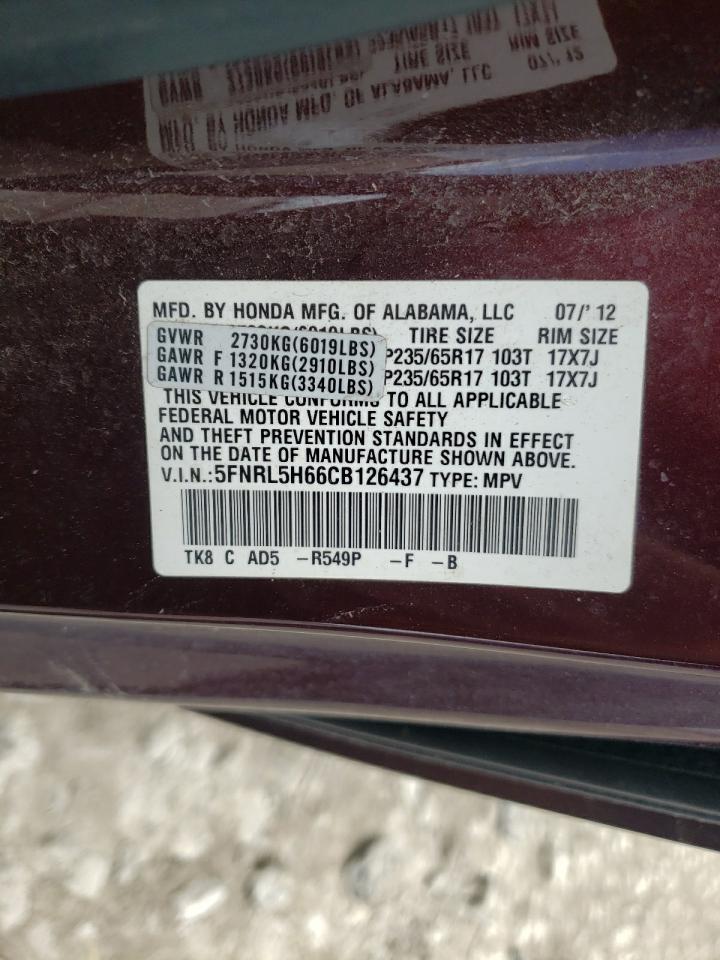 MFD. BY HONDA MFG. OF ALABAMA, LLC 07/' 12
GVWR 2730KG(6019LBS) TIRE SIZE RIM SIZE
GAWR F 1320KG(2910LBS) P235/65R17 103T 17X7J
GAWR R 1515KG(3340LBS) P235/65R17 103T 17X7J
THIS VEHICLE CONFORMS TO ALL APPLICABLE
FEDERAL MOTOR VEHICLE SAFETY
AND THEFT PREVENTION STANDARDS IN EFFECT
ON THE DATE OF MANUFACTURE SHOWN ABOVE.
V.I.N.:5FNRL5H66CB126437 TYPE: MPV
TK8 C AD5 -R549P -F -B